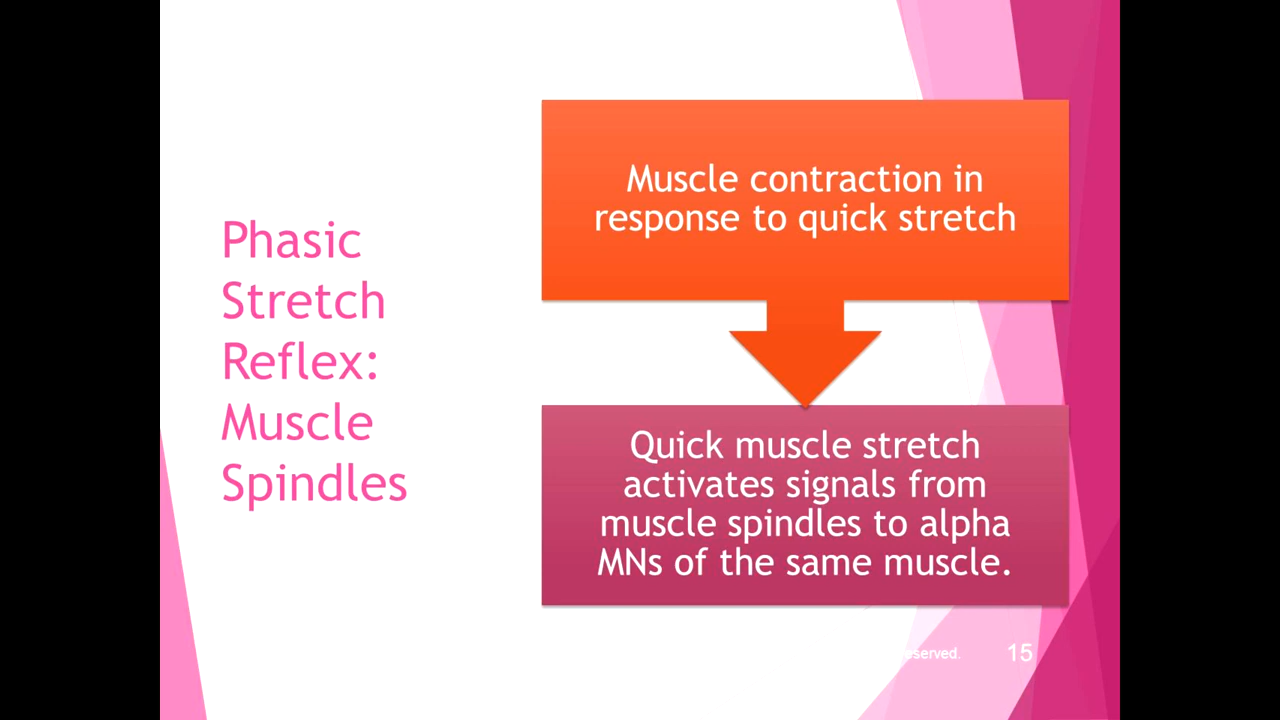 Phasic
Stretch
Reflex:
Muscle
Spindles
Muscle contraction in
response to quick stretch
Quick muscle stretch
activates signals from
muscle spindles to alpha
MNs of the same muscle.
15